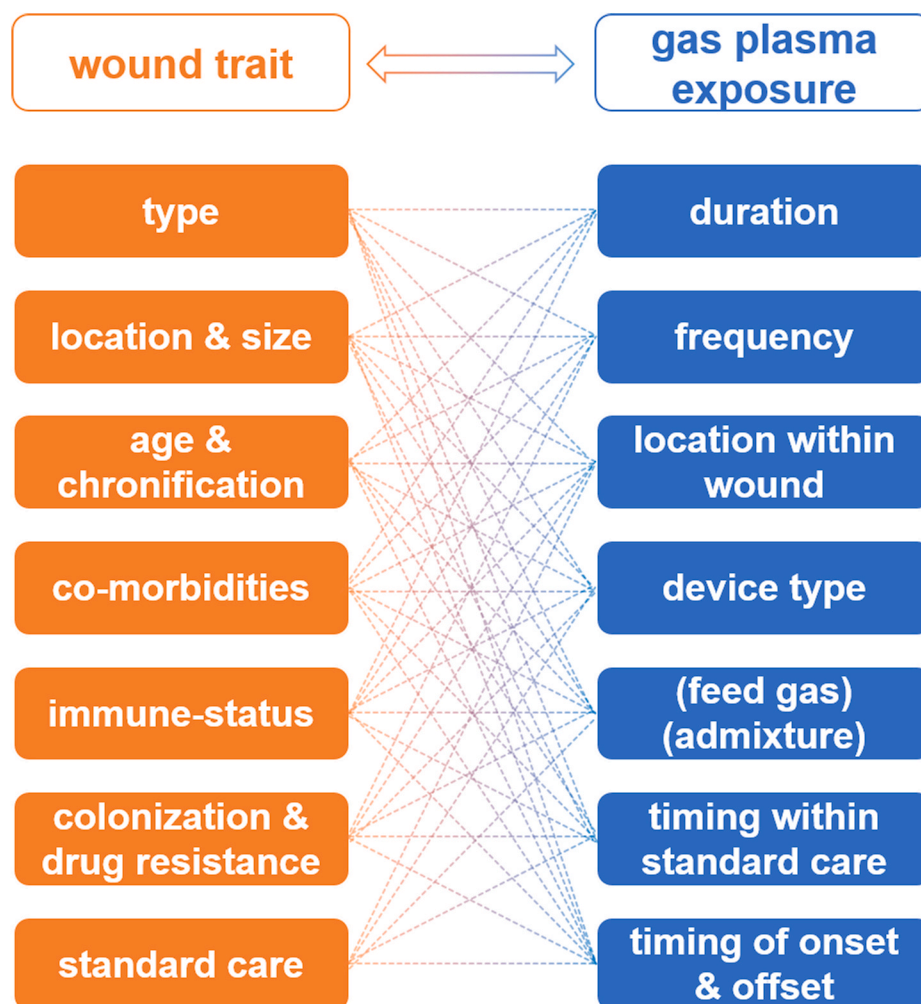 wound trait
gas plasma
exposure
type
duration
location & size
frequency
age &
chronification
location within
wound
co-morbidities
device type
immune-status
(feed gas)
(admixture)
colonization &
drug resistance
timing within
standard care
standard care
timing of onset
& offset